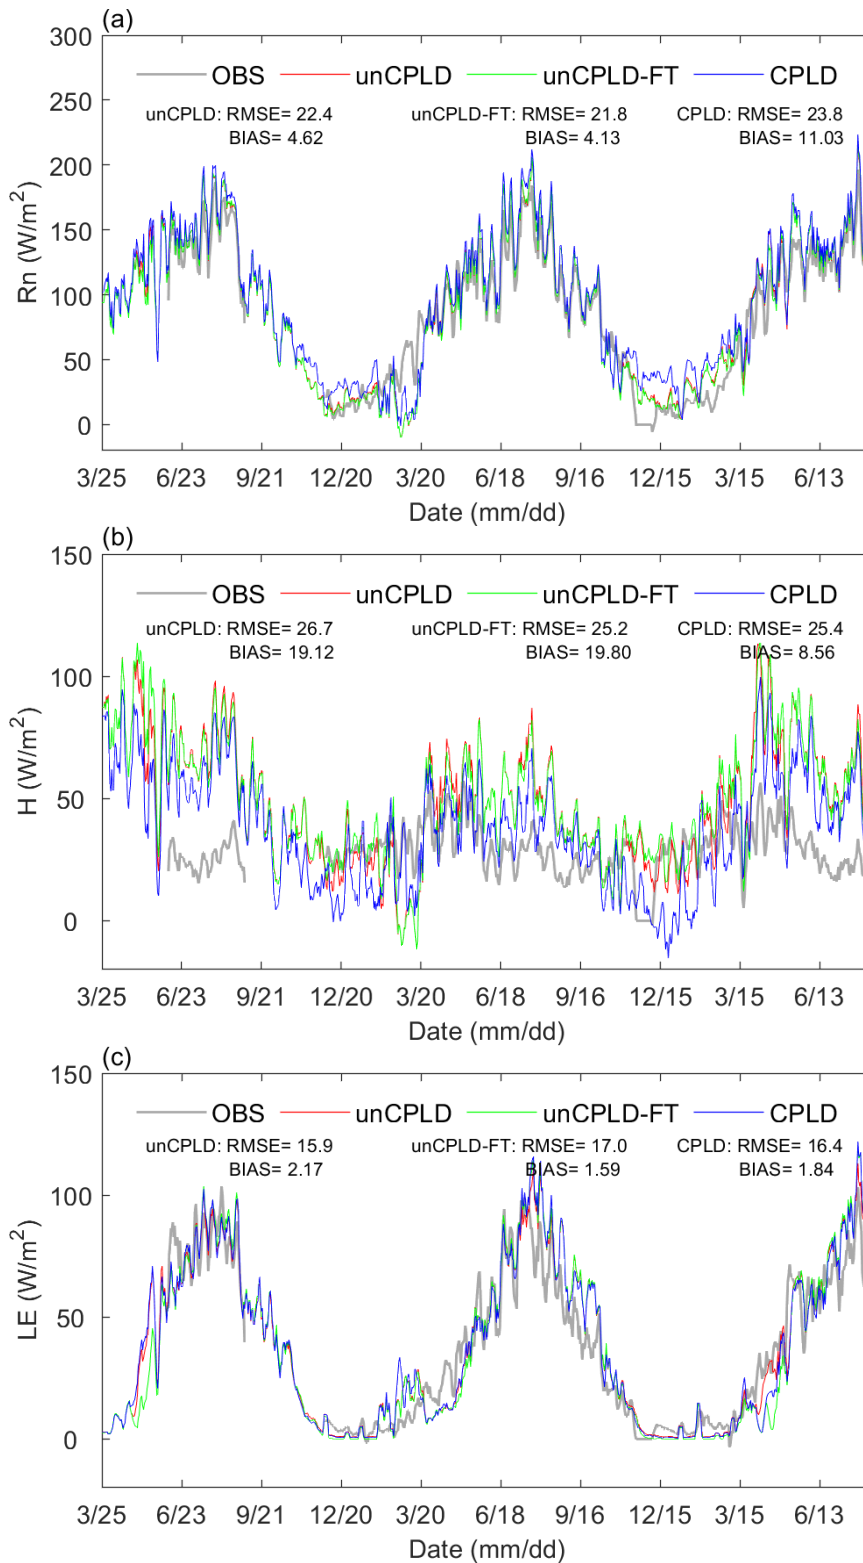 (a)
300
250
200
150
100
50
0
Rn (W/m²)
OBS unCPLD unCPLD-FT CPLD
unCPLD: RMSE= 22.4 unCPLD-FT: RMSE= 21.8 CPLD: RMSE= 23.8
BIAS= 4.62 BIAS= 4.13 BIAS= 11.03
3/25 6/23 9/21 12/20 3/20 6/18 9/16 12/15 3/15 6/13
Date (mm/dd)
(b)
150
100
50
0
H (W/m²)
OBS unCPLD unCPLD-FT CPLD
unCPLD: RMSE= 26.7 unCPLD-FT: RMSE= 25.2 CPLD: RMSE= 25.4
BIAS= 19.12 BIAS= 19.80 BIAS= 8.56
3/25 6/23 9/21 12/20 3/20 6/18 9/16 12/15 3/15 6/13
Date (mm/dd)
(c)
150
100
50
0
LE (W/m²)
OBS unCPLD unCPLD-FT CPLD
unCPLD: RMSE= 15.9 unCPLD-FT: RMSE= 17.0 CPLD: RMSE= 16.4
BIAS= 2.17 BIAS= 1.59 BIAS= 1.84
3/25 6/23 9/21 12/20 3/20 6/18 9/16 12/15 3/15 6/13
Date (mm/dd)